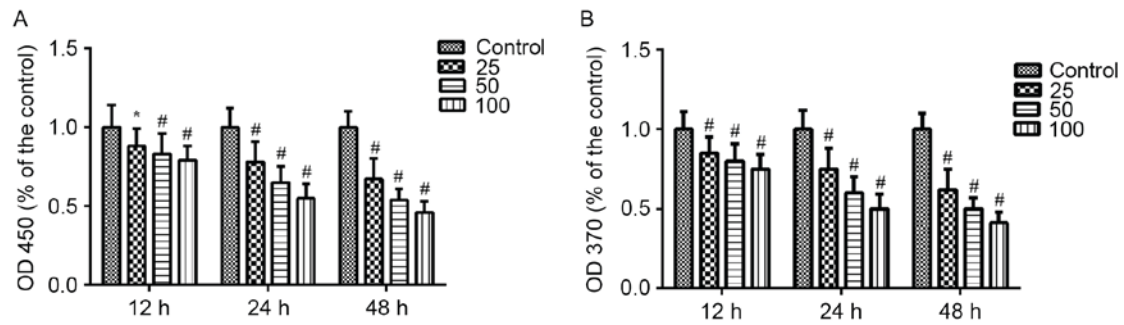 A
OD 450 (% of the control)
1.5
1.0
0.5
0.0
* # #
# # #
# # #
12 h 24 h 48 h
Control
25
50
100
B
OD 370 (% of the control)
1.5
1.0
0.5
0.0
# # #
# # #
# # #
12 h 24 h 48 h
Control
25
50
100